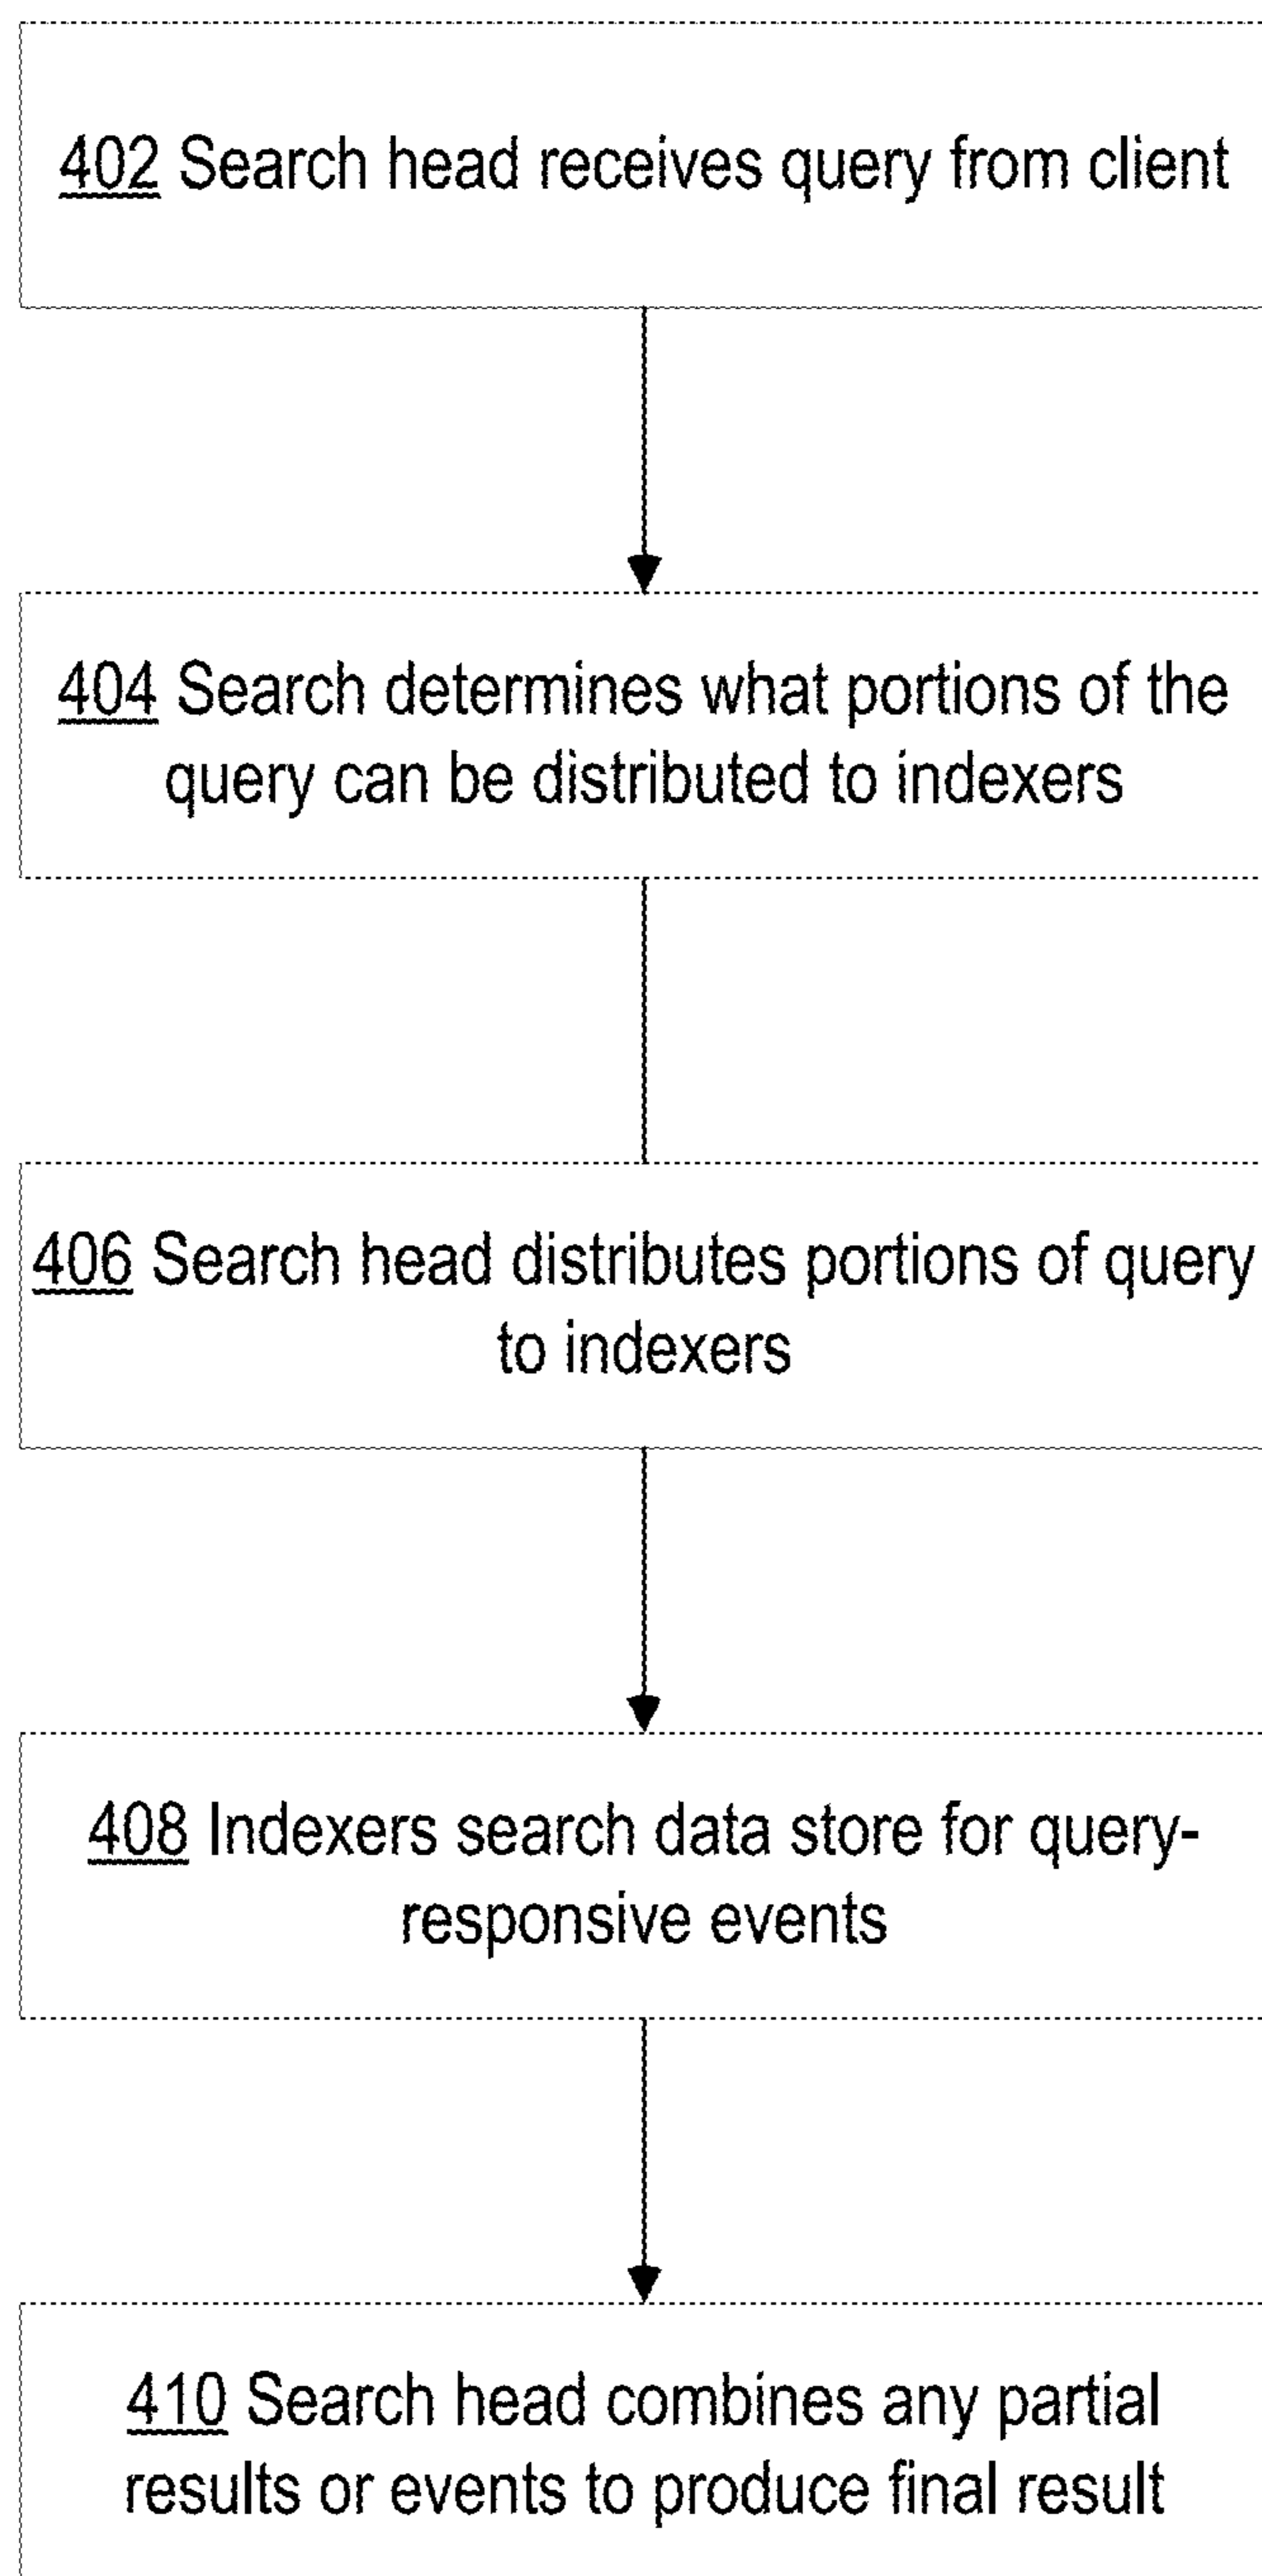 402 Search head receives query from client
404 Search determines what portions of the
query can be distributed to indexers
406 Search head distributes portions of query
to indexers
408 Indexers search data store for query-
responsive events
410 Search head combines any partial
results or events to produce final result